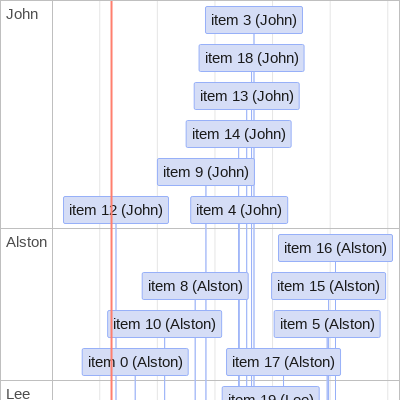 John
item 3 (John)
item 18 (John)
item 13 (John)
item 14 (John)
item 9 (John)
item 12 (John)
item 4 (John)
Alston
item 16 (Alston)
item 8 (Alston)
item 15 (Alston)
item 10 (Alston)
item 5 (Alston)
item 0 (Alston)
item 17 (Alston)
Lee
item 19 (Lee)